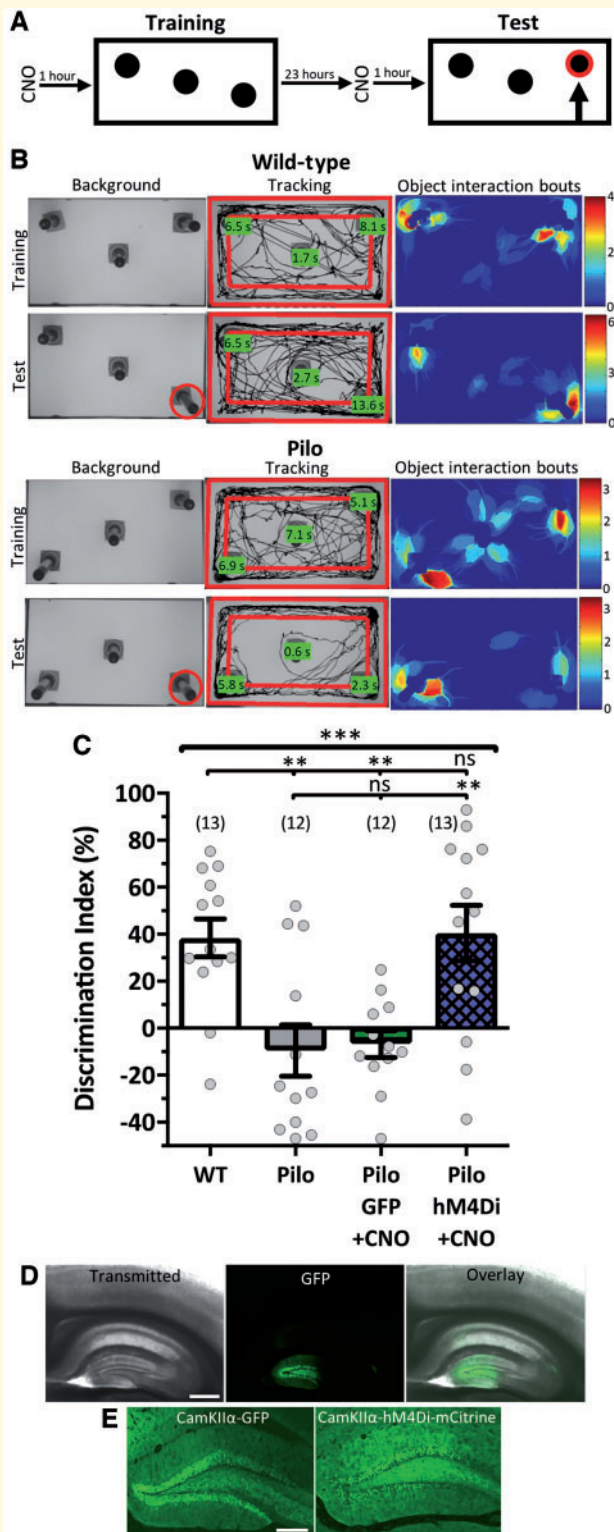 A
Training
Test
CNO
1 hour
23 hours
CNO
1 hour
B
Wild-type
Background
Tracking
Object interaction bouts
Training
6.5 s
8.1 s
1.7 s
4
2
0
Test
6.5 s
2.7 s
13.6 s
6
3
0
Pilo
Background
Tracking
Object interaction bouts
Training
5.1 s
7.1 s
6.9 s
3
2
1
0
Test
0.6 s
5.8 s
2.3 s
3
2
1
0
C
***
** ** ns
ns **
Discrimination Index (%)
100
80
60
40
20
0
-20
-40
(13) (12) (12) (13)
WT
Pilo
Pilo GFP +CNO
Pilo hM4Di +CNO
D
Transmitted
GFP
Overlay
E
CamKIIα-GFP
CamKIIα-hM4Di-mCitrine